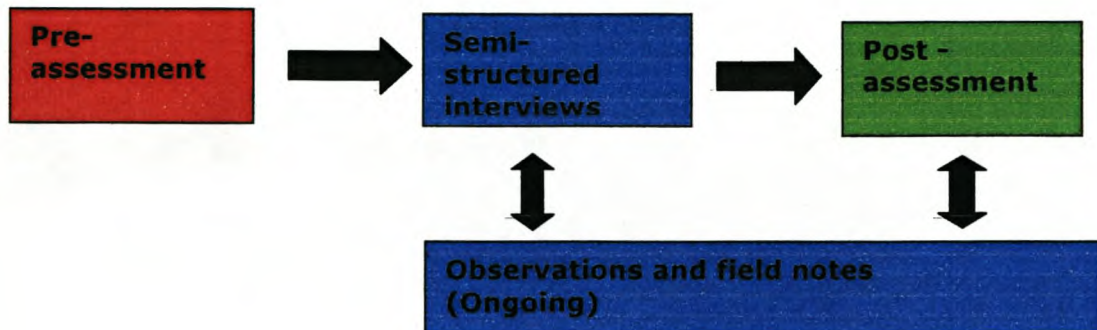 Pre-
assessment
Semi-
structured
interviews
Post -
assessment
Observations and field notes
(Ongoing)